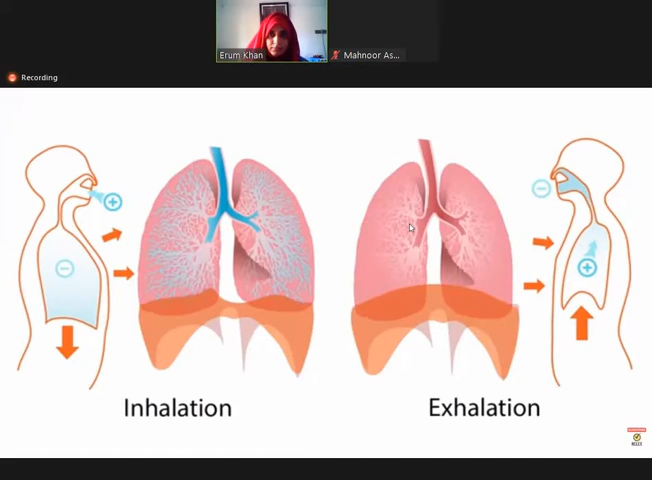 Erum Khan
Mahnoor As...
Recording
Inhalation
Exhalation